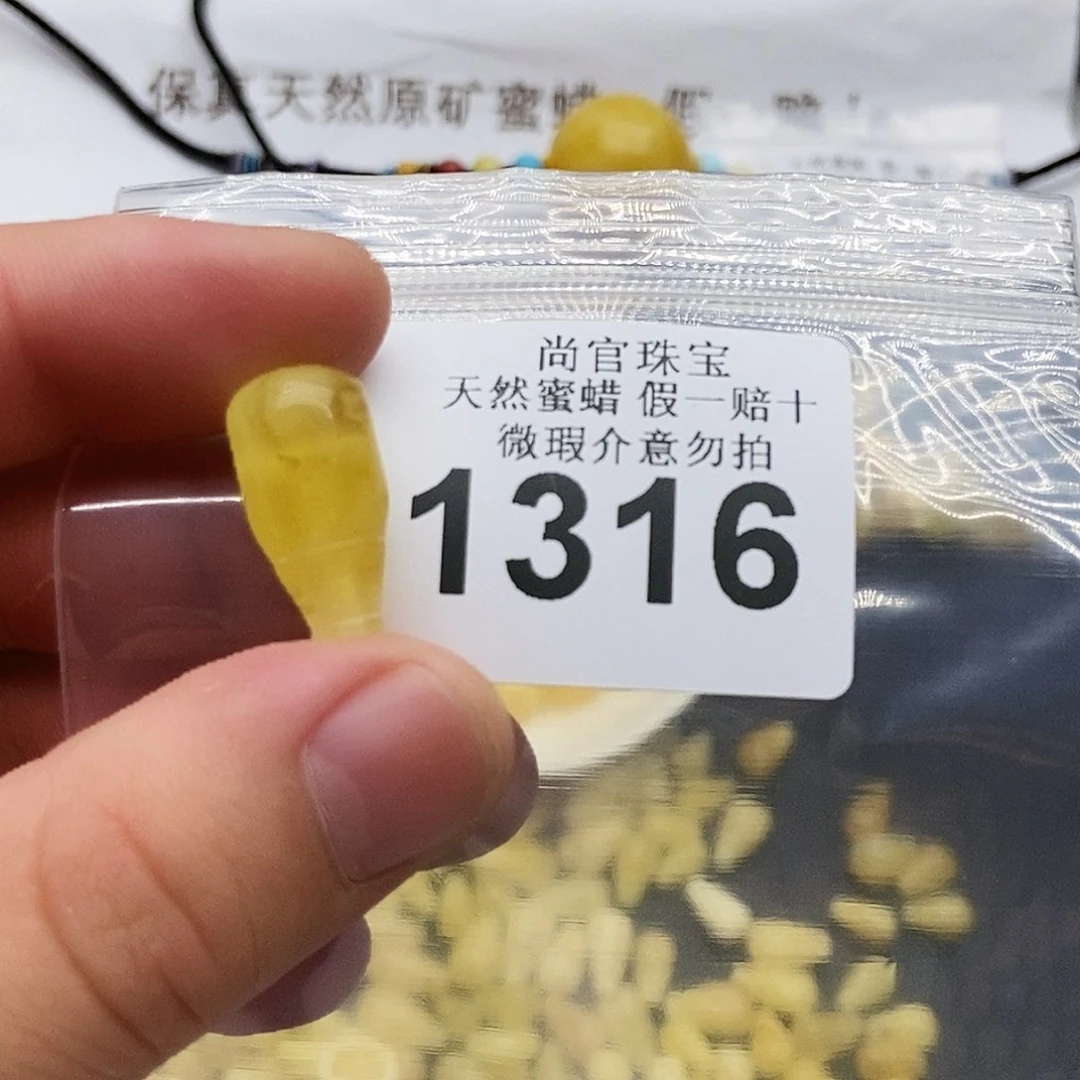 保真天然原矿蜜蜡
尚官珠宝
天然蜜蜡 假一赔十
微瑕介意勿拍
1316